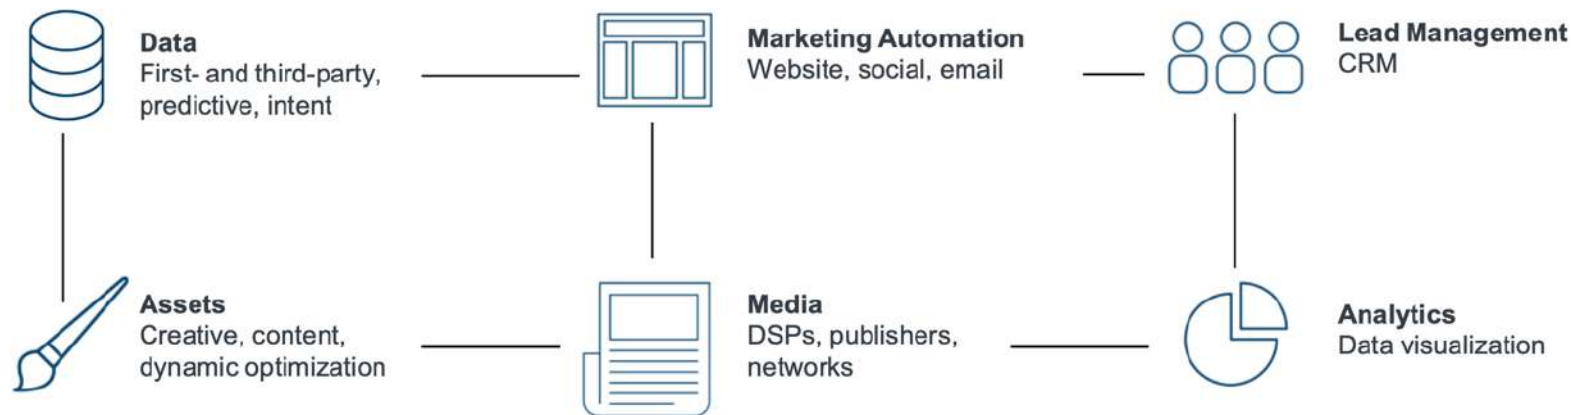 Data
First- and third-party,
predictive, intent
Marketing Automation
Website, social, email
Lead Management
CRM
Assets
Creative, content,
dynamic optimization
Media
DSPs, publishers,
networks
Analytics
Data visualization